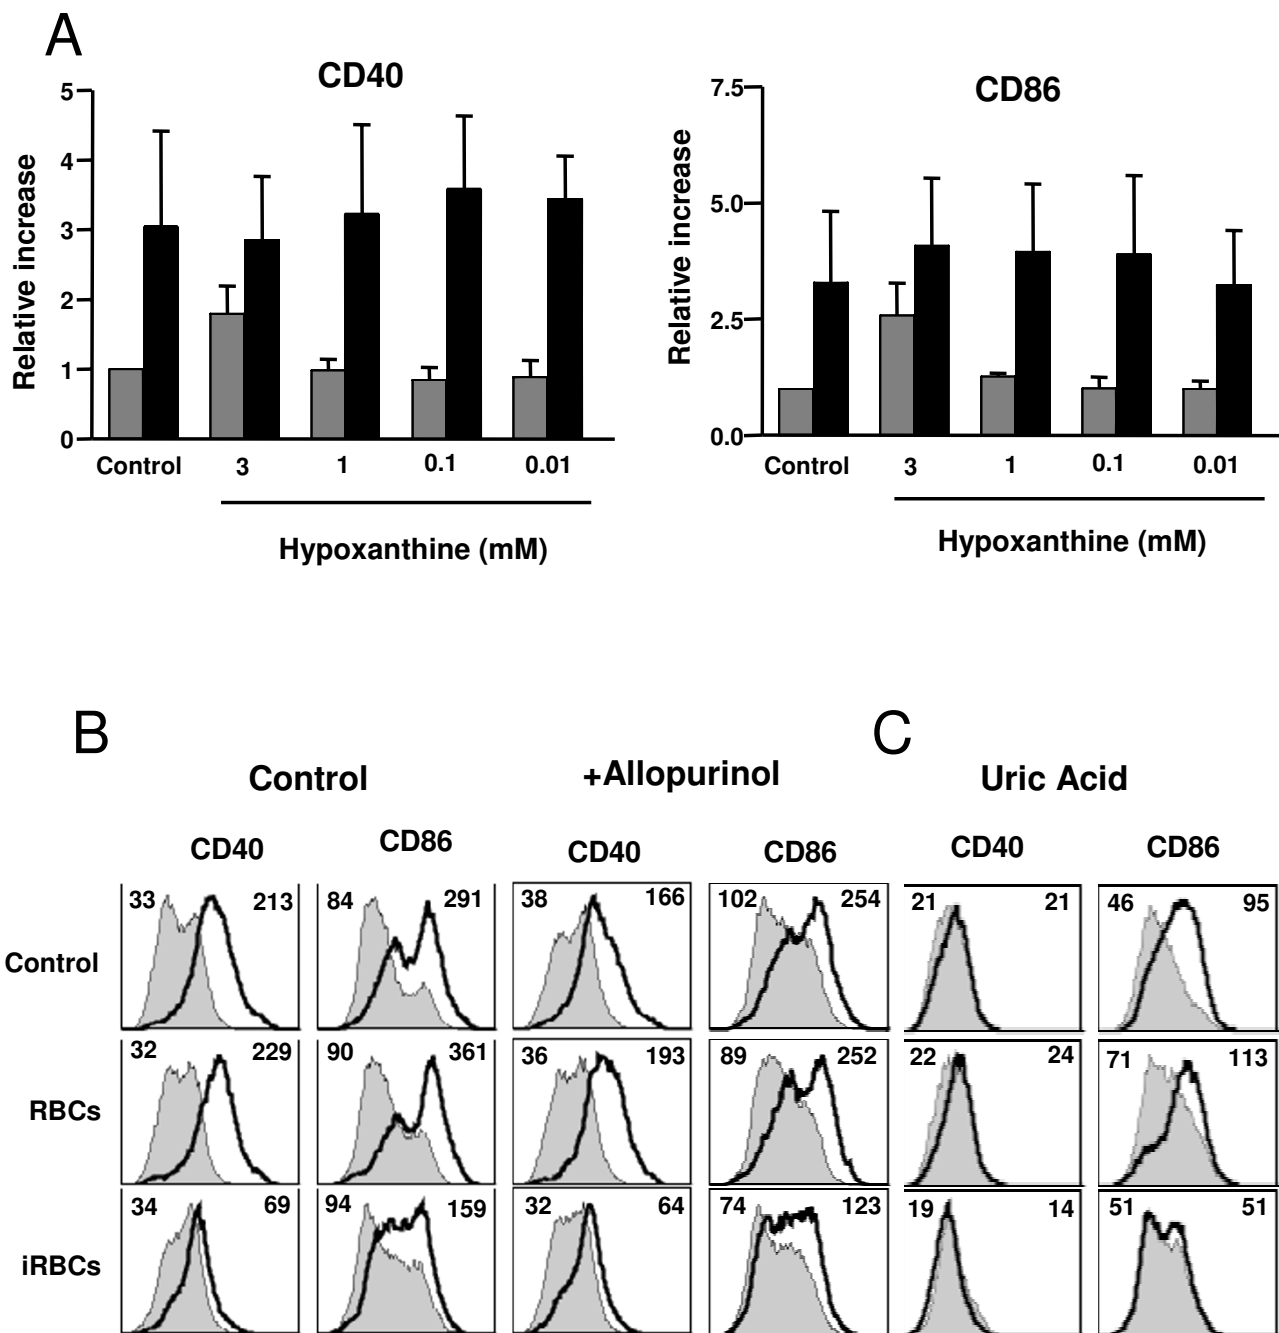 A
CD40
Relative increase
5
4
3
2
1
0
Control 3 1 0.1 0.01
Hypoxanthine (mM)
CD86
Relative increase
7.5
5.0
2.5
0.0
Control 3 1 0.1 0.01
Hypoxanthine (mM)
B
Control +Allopurinol
CD40 CD86 CD40 CD86
C
Uric Acid
CD40 CD86
Control 33 213 84 291 38 166 102 254 21 21 46 95
RBCs 32 229 90 361 36 193 89 252 22 24 71 113
iRBCs 34 69 94 159 32 64 74 123 19 14 51 51